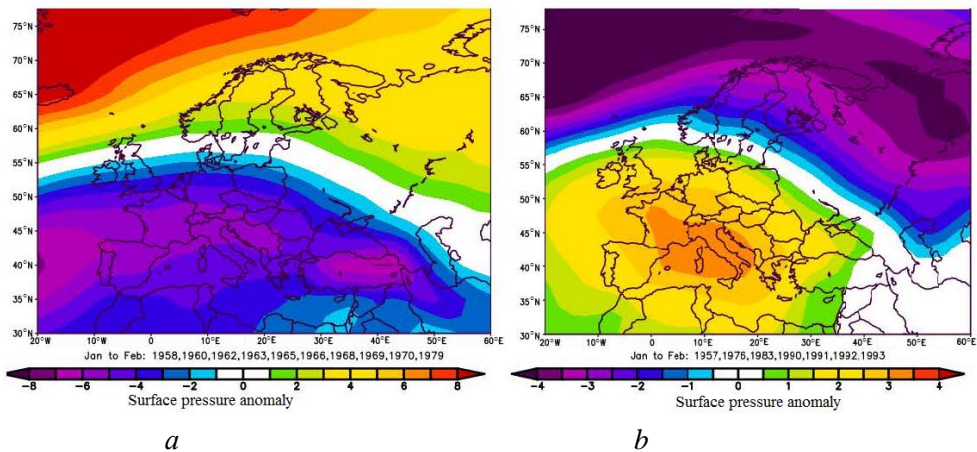 75°N
70°N
65°N
60°N
55°N
50°N
45°N
40°N
35°N
30°N
20°W 10°W 0 10°E 20°E 30°E 40°E 50°E 60°E
Jan to Feb: 1958,1960,1962,1963,1965,1966,1968,1969,1970,1979
-8 -6 -4 -2 0 2 4 6 8
Surface pressure anomaly
a
75°N
70°N
65°N
60°N
55°N
50°N
45°N
40°N
35°N
30°N
20°W 10°W 0 10°E 20°E 30°E 40°E 50°E 60°E
Jan to Feb: 1957,1976,1983,1990,1991,1992,1993
-4 -3 -2 -1 0 1 2 3 4
Surface pressure anomaly
b